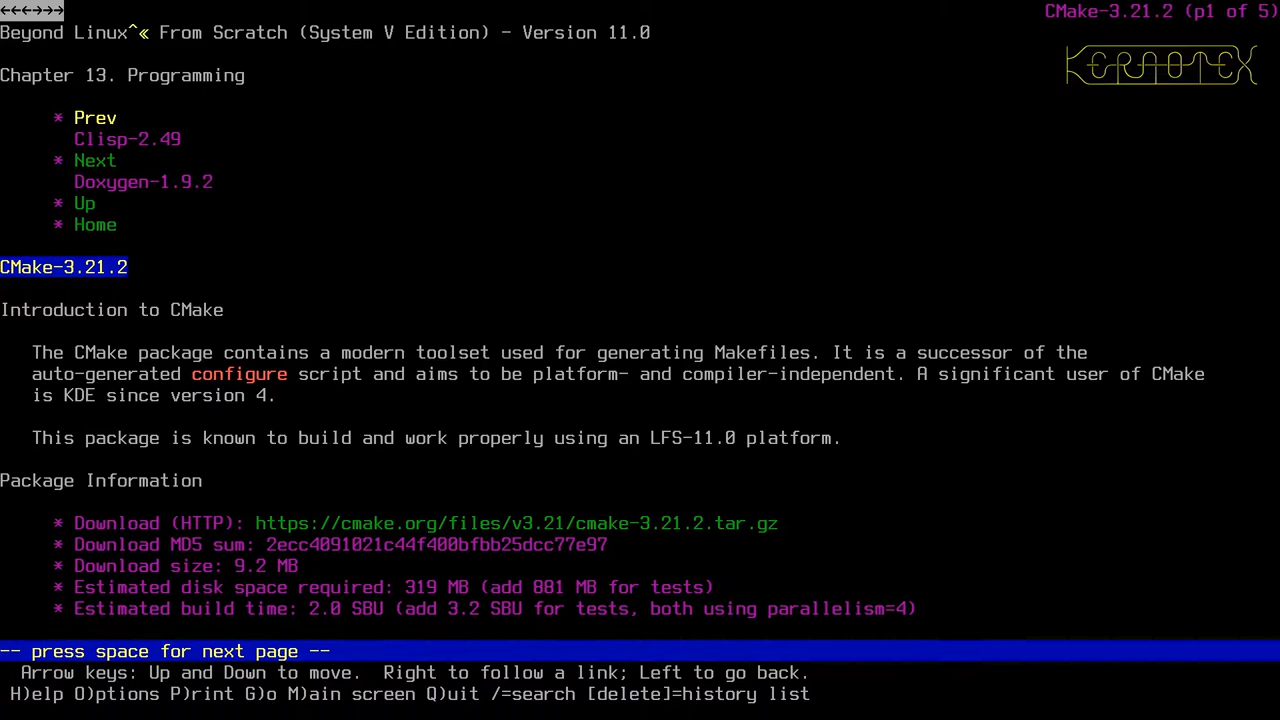 ←←←→→→
CMake-3.21.2 (p1 of 5)
Beyond Linux^« From Scratch (System V Edition) - Version 11.0
KERNOTEX
Chapter 13. Programming
* Prev
Clisp-2.49
* Next
Doxygen-1.9.2
* Up
* Home
CMake-3.21.2
Introduction to CMake
The CMake package contains a modern toolset used for generating Makefiles. It is a successor of the
auto-generated configure script and aims to be platform- and compiler-independent. A significant user of CMake
is KDE since version 4.
This package is known to build and work properly using an LFS-11.0 platform.
Package Information
* Download (HTTP): https://cmake.org/files/v3.21/cmake-3.21.2.tar.gz
* Download MD5 sum: 2ecc4091021c44f400bfbb25dcc77e97
* Download size: 9.2 MB
* Estimated disk space required: 319 MB (add 881 MB for tests)
* Estimated build time: 2.0 SBU (add 3.2 SBU for tests, both using parallelism=4)
-- press space for next page --
Arrow keys: Up and Down to move.  Right to follow a link; Left to go back.
H)elp O)ptions P)rint G)o M)ain screen Q)uit /=search [delete]=history list